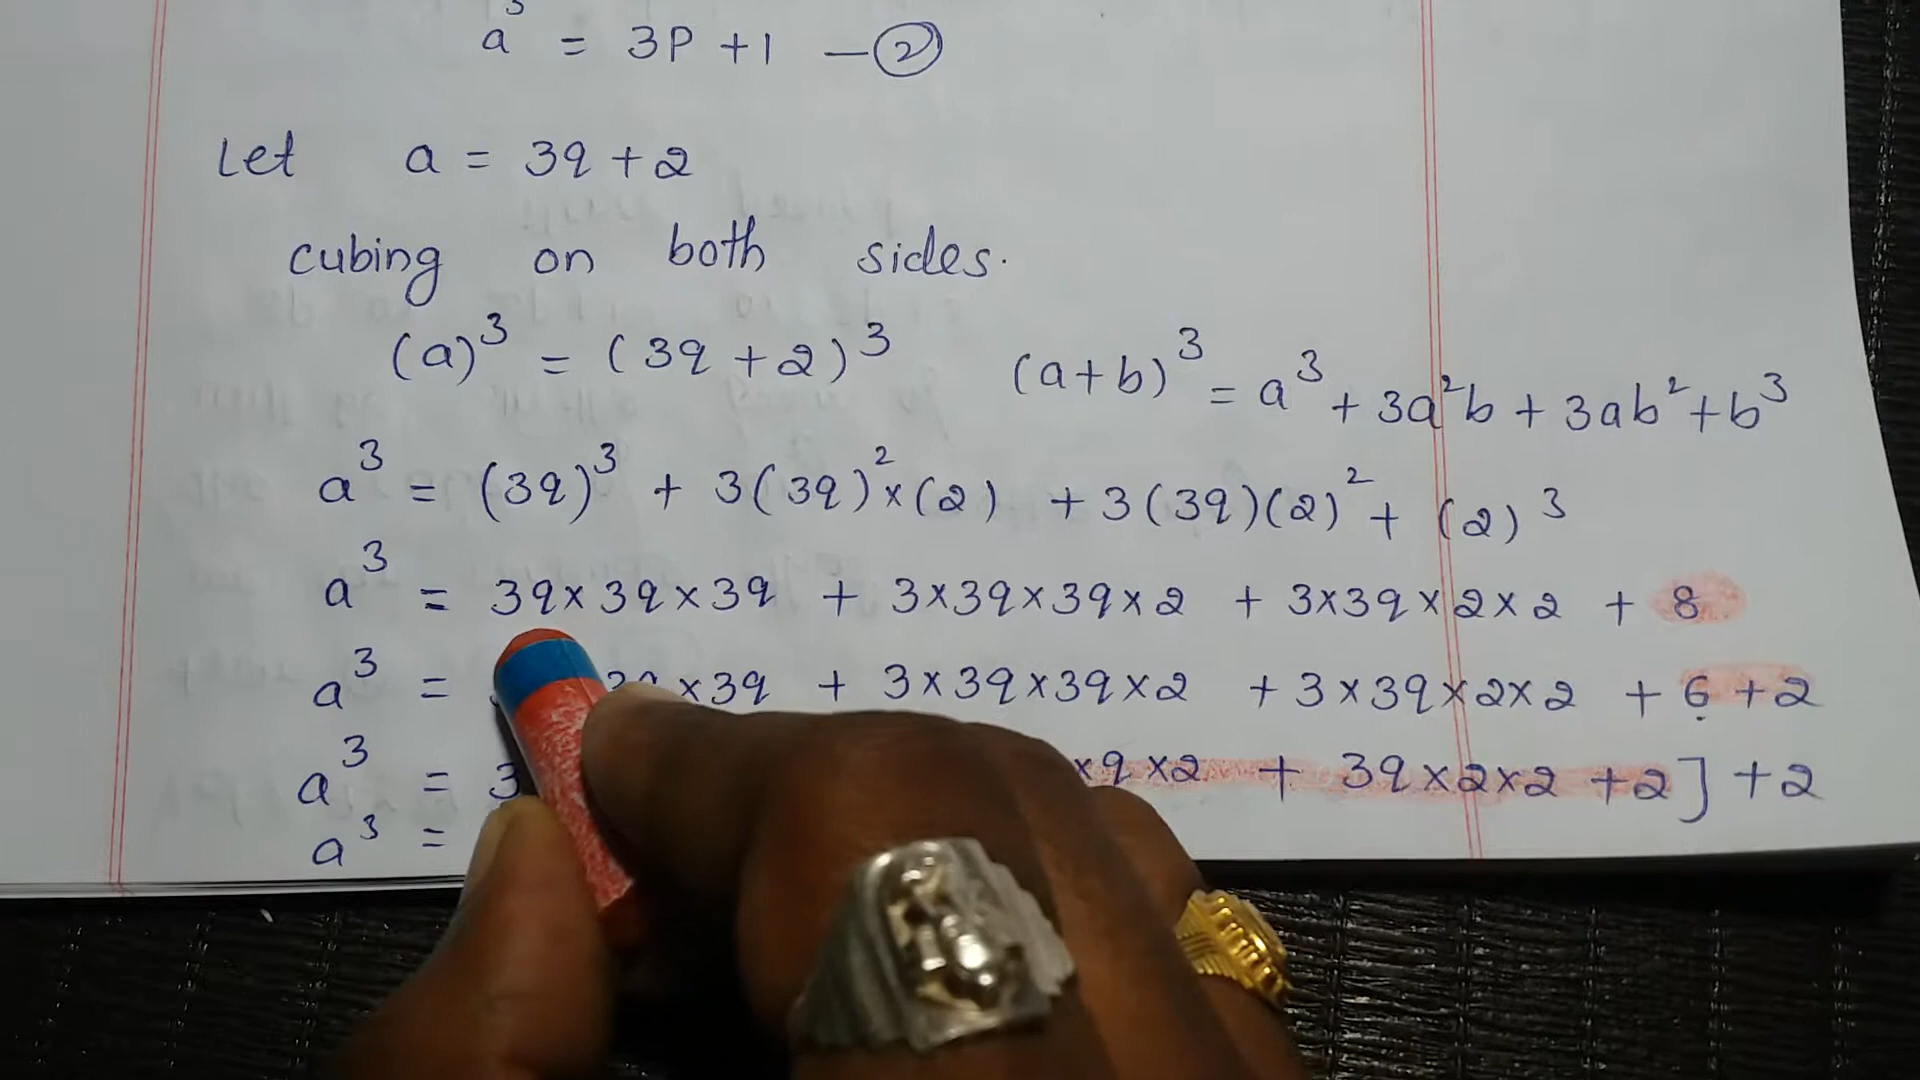 a³ = 3P + 1 — ②
Let a = 3q + 2
cubing on both sides.
(a)³ = (3q + 2)³
(a+b)³ = a³ + 3a²b + 3ab² + b³
a³ = (3q)³ + 3(3q)² × (2) + 3(3q)(2)² + (2)³
a³ = 3q × 3q × 3q + 3×3q×3q×2 + 3×3q×2×2 + 8
a³ = × 3q + 3×3q×3q×2 + 3×3q×2×2 + 6 + 2
a³ = 3 × q × 2 + 3q×2×2 + 2] + 2
a³ =